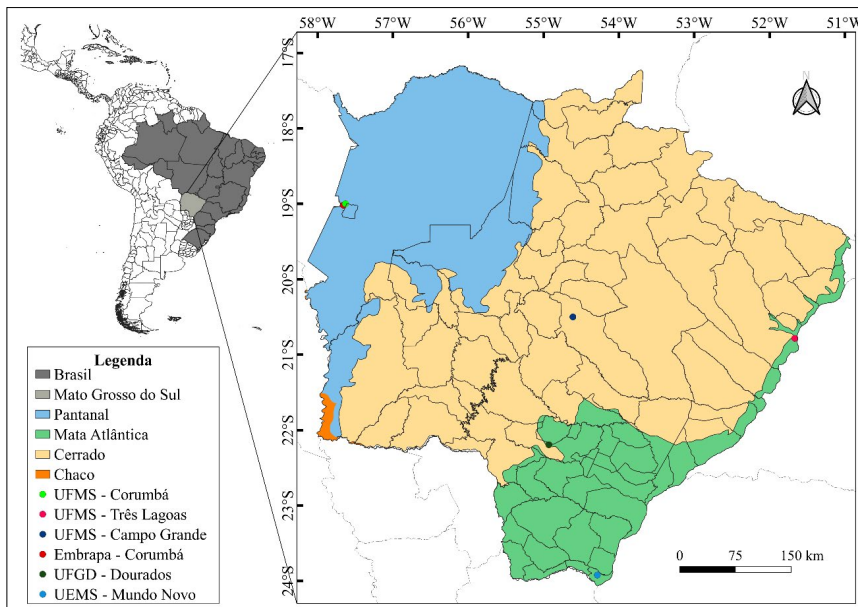 58°W 57°W 56°W 55°W 54°W 53°W 52°W 51°W
17°S
18°S
19°S
20°S
21°S
22°S
23°S
24°S
N
Legenda
Brasil
Mato Grosso do Sul
Pantanal
Mata Atlântica
Cerrado
Chaco
UFMS - Corumbá
UFMS - Três Lagoas
UFMS - Campo Grande
Embrapa - Corumbá
UFGD - Dourados
UEMS - Mundo Novo
0 75 150 km